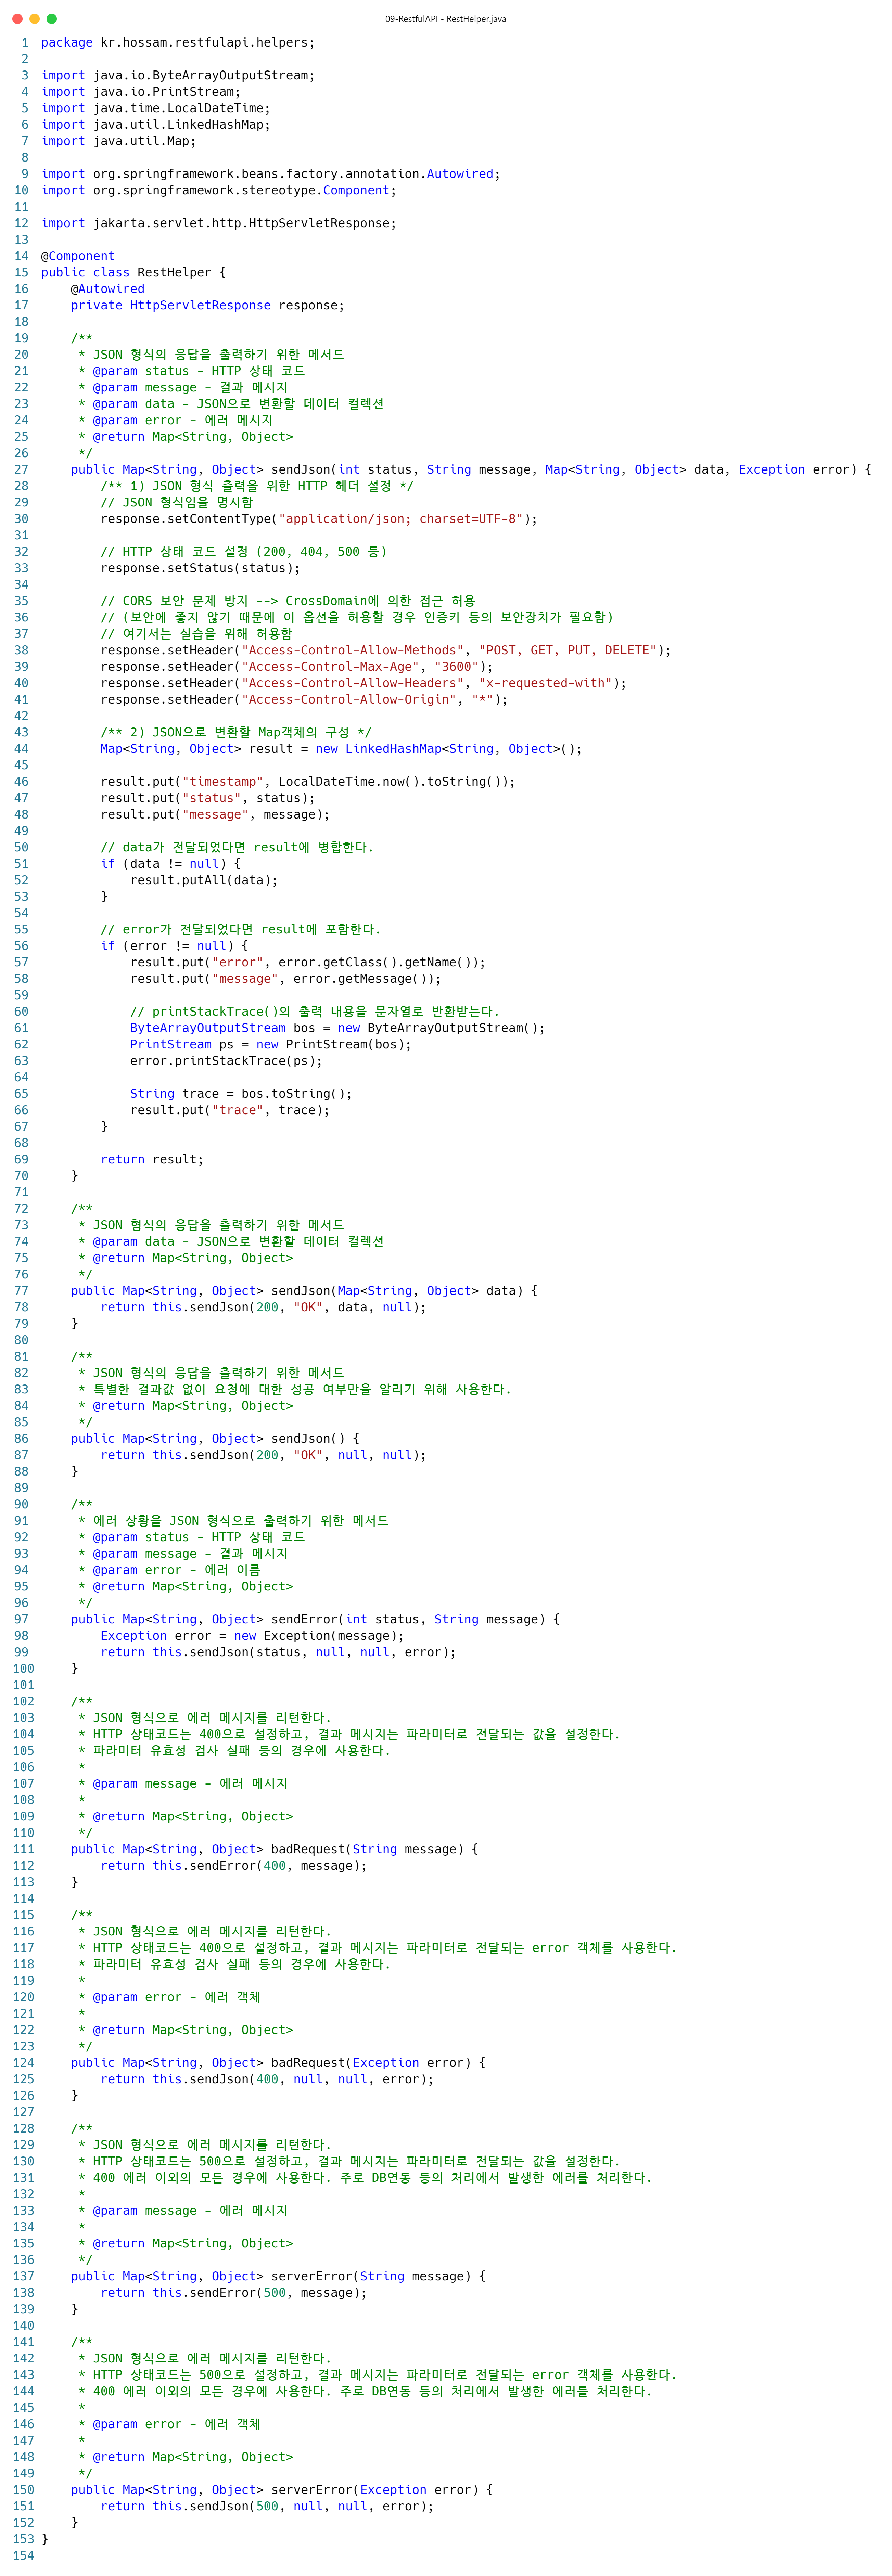 09-RestfulAPI - RestHelper.java
1 package kr.hossam.restfulapi.helpers;
2
3 import java.io.ByteArrayOutputStream;
4 import java.io.PrintStream;
5 import java.time.LocalDateTime;
6 import java.util.LinkedHashMap;
7 import java.util.Map;
8
9 import org.springframework.beans.factory.annotation.Autowired;
10 import org.springframework.stereotype.Component;
11
12 import jakarta.servlet.http.HttpServletResponse;
13
14 @Component
15 public class RestHelper {
16     @Autowired
17     private HttpServletResponse response;
18
19     /**
20      * JSON 형식의 응답을 출력하기 위한 메서드
21      * @param status - HTTP 상태 코드
22      * @param message - 결과 메시지
23      * @param data - JSON으로 변환할 데이터 컬렉션
24      * @param error - 에러 메시지
25      * @return Map<String, Object>
26      */
27     public Map<String, Object> sendJson(int status, String message, Map<String, Object> data, Exception error) {
28         /** 1) JSON 형식 출력을 위한 HTTP 헤더 설정 */
29         // JSON 형식임을 명시함
30         response.setContentType("application/json; charset=UTF-8");
31
32         // HTTP 상태 코드 설정 (200, 404, 500 등)
33         response.setStatus(status);
34
35         // CORS 보안 문제 방지 --> CrossDomain에 의한 접근 허용
36         // (보안에 좋지 않기 때문에 이 옵션을 허용할 경우 인증키 등의 보안장치가 필요함)
37         // 여기서는 실습을 위해 허용함
38         response.setHeader("Access-Control-Allow-Methods", "POST, GET, PUT, DELETE");
39         response.setHeader("Access-Control-Max-Age", "3600");
40         response.setHeader("Access-Control-Allow-Headers", "x-requested-with");
41         response.setHeader("Access-Control-Allow-Origin", "*");
42
43         /** 2) JSON으로 변환할 Map객체의 구성 */
44         Map<String, Object> result = new LinkedHashMap<String, Object>();
45
46         result.put("timestamp", LocalDateTime.now().toString());
47         result.put("status", status);
48         result.put("message", message);
49
50         // data가 전달되었다면 result에 병합한다.
51         if (data != null) {
52             result.putAll(data);
53         }
54
55         // error가 전달되었다면 result에 포함한다.
56         if (error != null) {
57             result.put("error", error.getClass().getName());
58             result.put("message", error.getMessage());
59
60             // printStackTrace()의 출력 내용을 문자열로 반환받는다.
61             ByteArrayOutputStream bos = new ByteArrayOutputStream();
62             PrintStream ps = new PrintStream(bos);
63             error.printStackTrace(ps);
64
65             String trace = bos.toString();
66             result.put("trace", trace);
67         }
68
69         return result;
70     }
71
72     /**
73      * JSON 형식의 응답을 출력하기 위한 메서드
74      * @param data - JSON으로 변환할 데이터 컬렉션
75      * @return Map<String, Object>
76      */
77     public Map<String, Object> sendJson(Map<String, Object> data) {
78         return this.sendJson(200, "OK", data, null);
79     }
80
81     /**
82      * JSON 형식의 응답을 출력하기 위한 메서드
83      * 특별한 결과값 없이 요청에 대한 성공 여부만을 알리기 위해 사용한다.
84      * @return Map<String, Object>
85      */
86     public Map<String, Object> sendJson() {
87         return this.sendJson(200, "OK", null, null);
88     }
89
90     /**
91      * 에러 상황을 JSON 형식으로 출력하기 위한 메서드
92      * @param status - HTTP 상태 코드
93      * @param message - 결과 메시지
94      * @param error - 에러 이름
95      * @return Map<String, Object>
96      */
97     public Map<String, Object> sendError(int status, String message) {
98         Exception error = new Exception(message);
99         return this.sendJson(status, null, null, error);
100     }
101
102     /**
103      * JSON 형식으로 에러 메시지를 리턴한다.
104      * HTTP 상태코드는 400으로 설정하고, 결과 메시지는 파라미터로 전달되는 값을 설정한다.
105      * 파라미터 유효성 검사 실패 등의 경우에 사용한다.
106      *
107      * @param message - 에러 메시지
108      *
109      * @return Map<String, Object>
110      */
111     public Map<String, Object> badRequest(String message) {
112         return this.sendError(400, message);
113     }
114
115     /**
116      * JSON 형식으로 에러 메시지를 리턴한다.
117      * HTTP 상태코드는 400으로 설정하고, 결과 메시지는 파라미터로 전달되는 error 객체를 사용한다.
118      * 파라미터 유효성 검사 실패 등의 경우에 사용한다.
119      *
120      * @param error - 에러 객체
121      *
122      * @return Map<String, Object>
123      */
124     public Map<String, Object> badRequest(Exception error) {
125         return this.sendJson(400, null, null, error);
126     }
127
128     /**
129      * JSON 형식으로 에러 메시지를 리턴한다.
130      * HTTP 상태코드는 500으로 설정하고, 결과 메시지는 파라미터로 전달되는 값을 설정한다.
131      * 400 에러 이외의 모든 경우에 사용한다. 주로 DB연동 등의 처리에서 발생한 에러를 처리한다.
132      *
133      * @param message - 에러 메시지
134      *
135      * @return Map<String, Object>
136      */
137     public Map<String, Object> serverError(String message) {
138         return this.sendError(500, message);
139     }
140
141     /**
142      * JSON 형식으로 에러 메시지를 리턴한다.
143      * HTTP 상태코드는 500으로 설정하고, 결과 메시지는 파라미터로 전달되는 error 객체를 사용한다.
144      * 400 에러 이외의 모든 경우에 사용한다. 주로 DB연동 등의 처리에서 발생한 에러를 처리한다.
145      *
146      * @param error - 에러 객체
147      *
148      * @return Map<String, Object>
149      */
150     public Map<String, Object> serverError(Exception error) {
151         return this.sendJson(500, null, null, error);
152     }
153 }
154